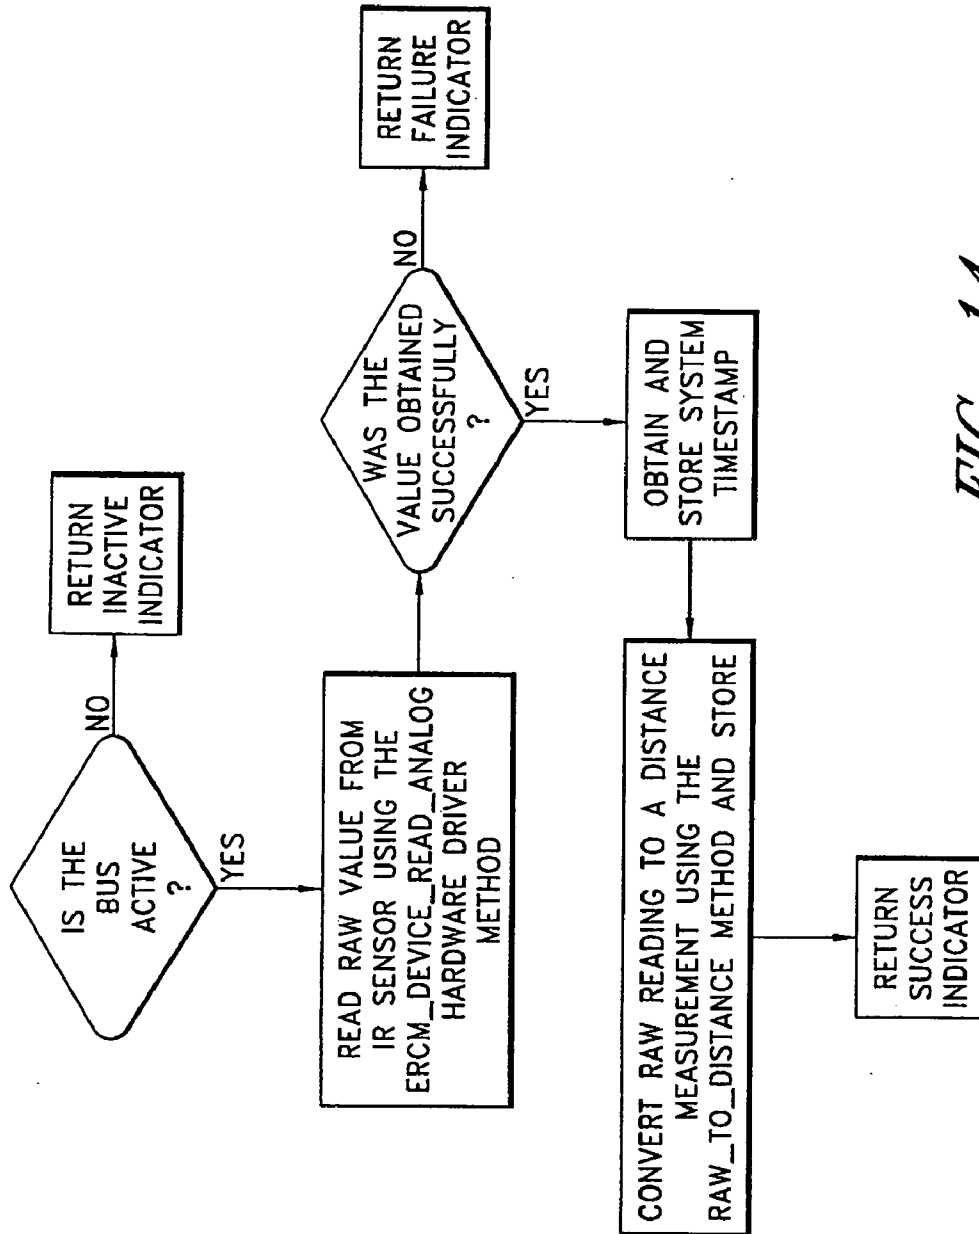 IS THE
BUS
ACTIVE
?
NO
RETURN
INACTIVE
INDICATOR
YES
READ RAW VALUE FROM
IR SENSOR USING THE
ERCM_DEVICE_READ_ANALOG
HARDWARE DRIVER
METHOD
WAS THE
VALUE OBTAINED
SUCCESSFULLY
?
NO
RETURN
FAILURE
INDICATOR
YES
OBTAIN AND
STORE SYSTEM
TIMESTAMP
CONVERT RAW READING TO A DISTANCE
MEASUREMENT USING THE
RAW_TO_DISTANCE METHOD AND STORE
RETURN
SUCCESS
INDICATOR
FIG. 14